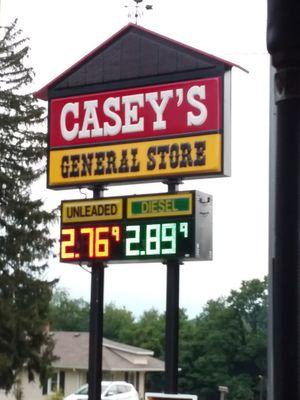 CASEY'S
GENERAL STORE
UNLEADED DIESEL
2.76⁹ 2.89⁹